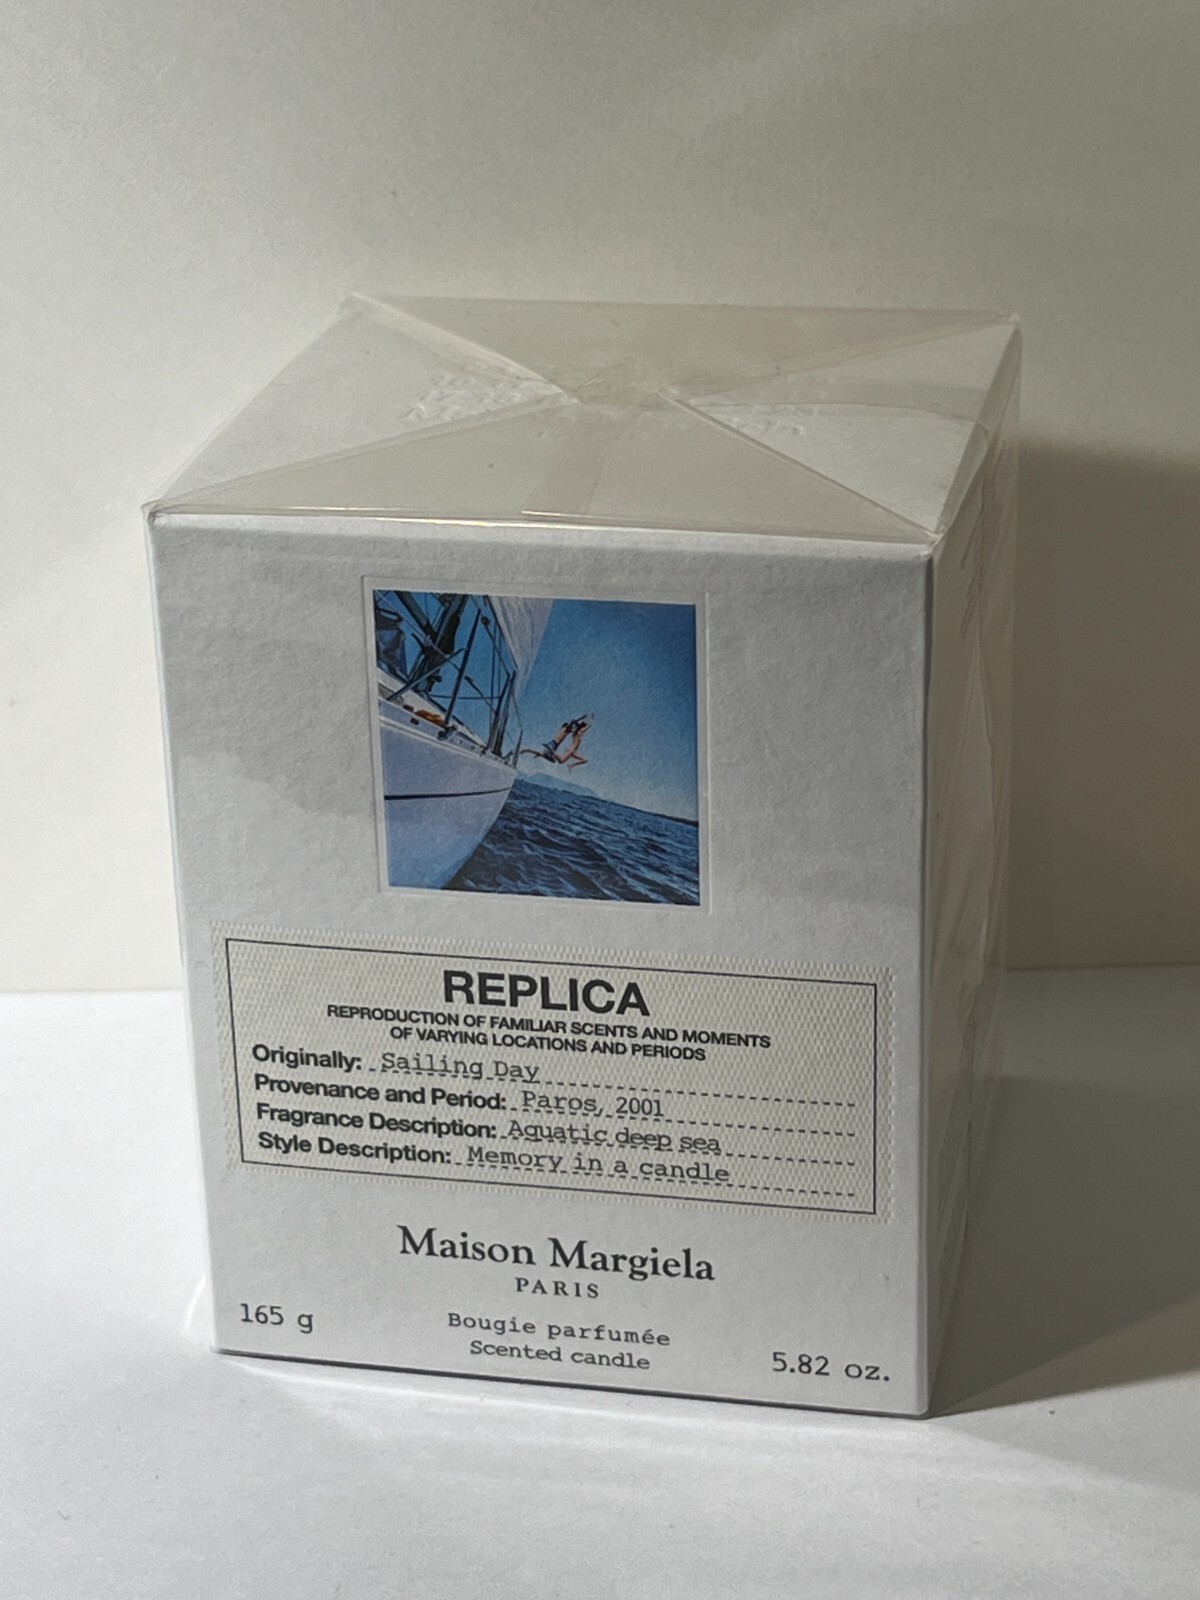 REPLICA
REPRODUCTION OF FAMILIAR SCENTS AND MOMENTS
OF VARYING LOCATIONS AND PERIODS
Originally: Sailing Day
Provenance and Period: Paros, 2001
Fragrance Description: Aquatic deep sea
Style Description: Memory in a candle
Maison Margiela
PARIS
165 g
Bougie parfumée
Scented candle
5.82 oz.